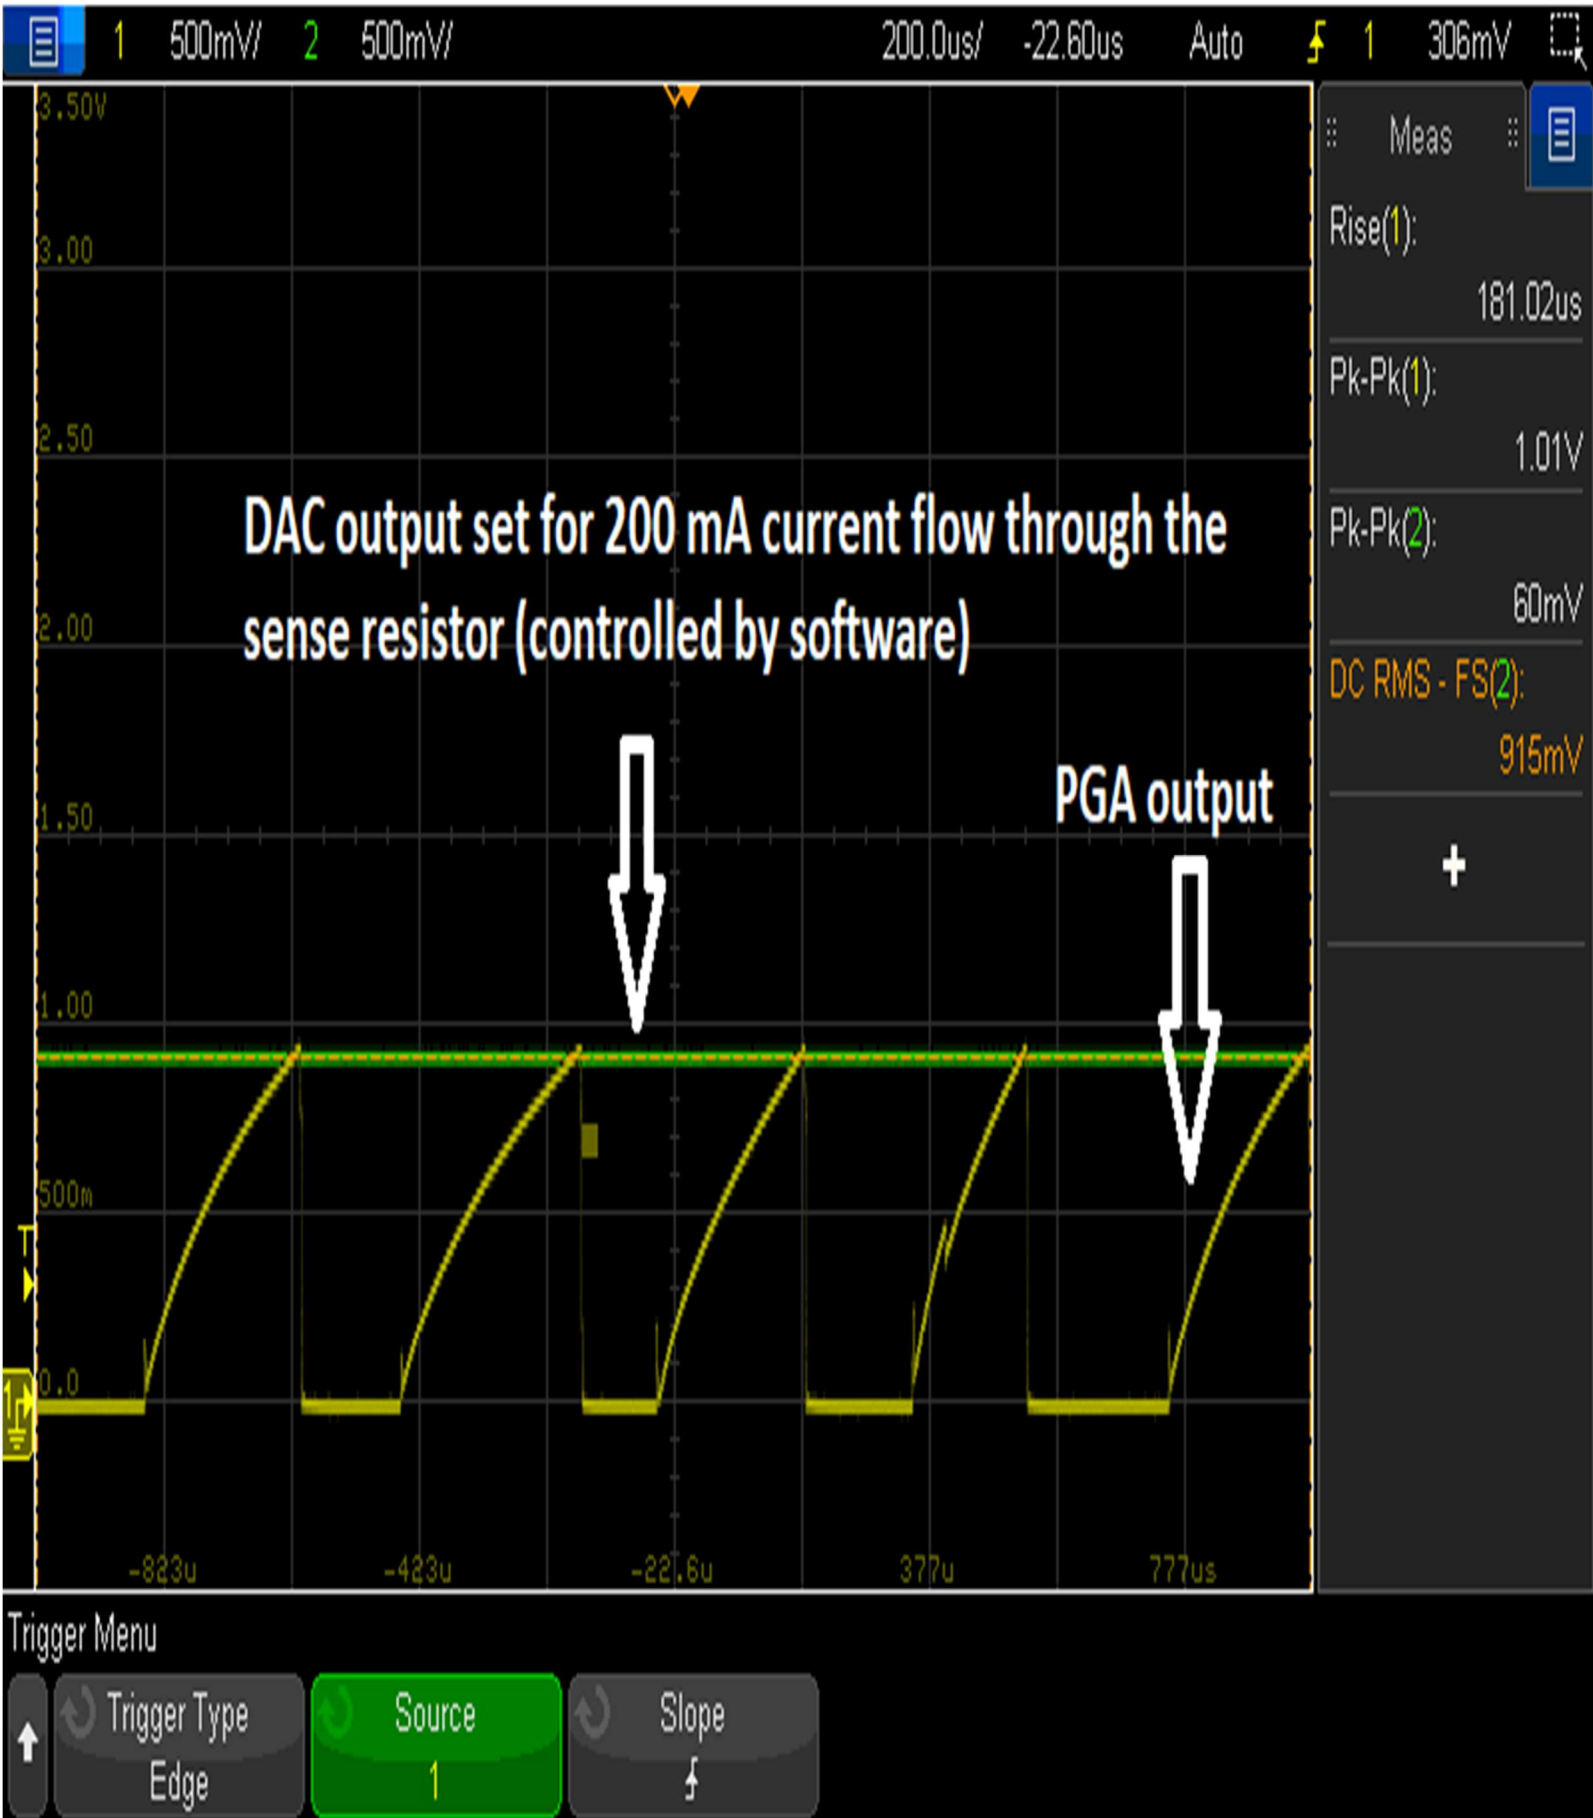 1 500mV/ 2 500mV/ 200.0us/ -22.60us Auto 1 306mV
3.50V
Meas
Rise(1):
181.02us
3.00
Pk-Pk(1):
1.01V
2.50
DAC output set for 200 mA current flow through the
sense resistor (controlled by software)
Pk-Pk(2):
60mV
2.00
DC RMS - FS(2):
915mV
PGA output
1.50
+
1.00
500m
T
0.0
1
-823u -423u -22.6u 377u 777us
Trigger Menu
Trigger Type
Edge
Source
1
Slope